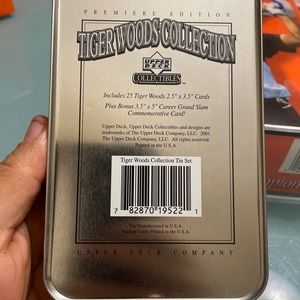 PREMIERE EDITION
TIGER WOODS COLLECTION
UPPER DECK
COLLECTIBLES
Includes 25 Tiger Woods 2.5" x 3.5" Cards
Plus Bonus 3.5" x 5" Career Grand Slam
Commemorative Card!
Upper Deck, Upper Deck Collectibles and designs are
trademarks of The Upper Deck Company, LLC. 2001
The Upper Deck Company, LLC. All rights reserved.
Printed in the U.S.A.
Tiger Woods Collection Tin Set
7 82870 19522 1
Tin Manufactured in U.S.A.
Trading Cards Printed in the U.S.A.
UPPER DECK COMPANY